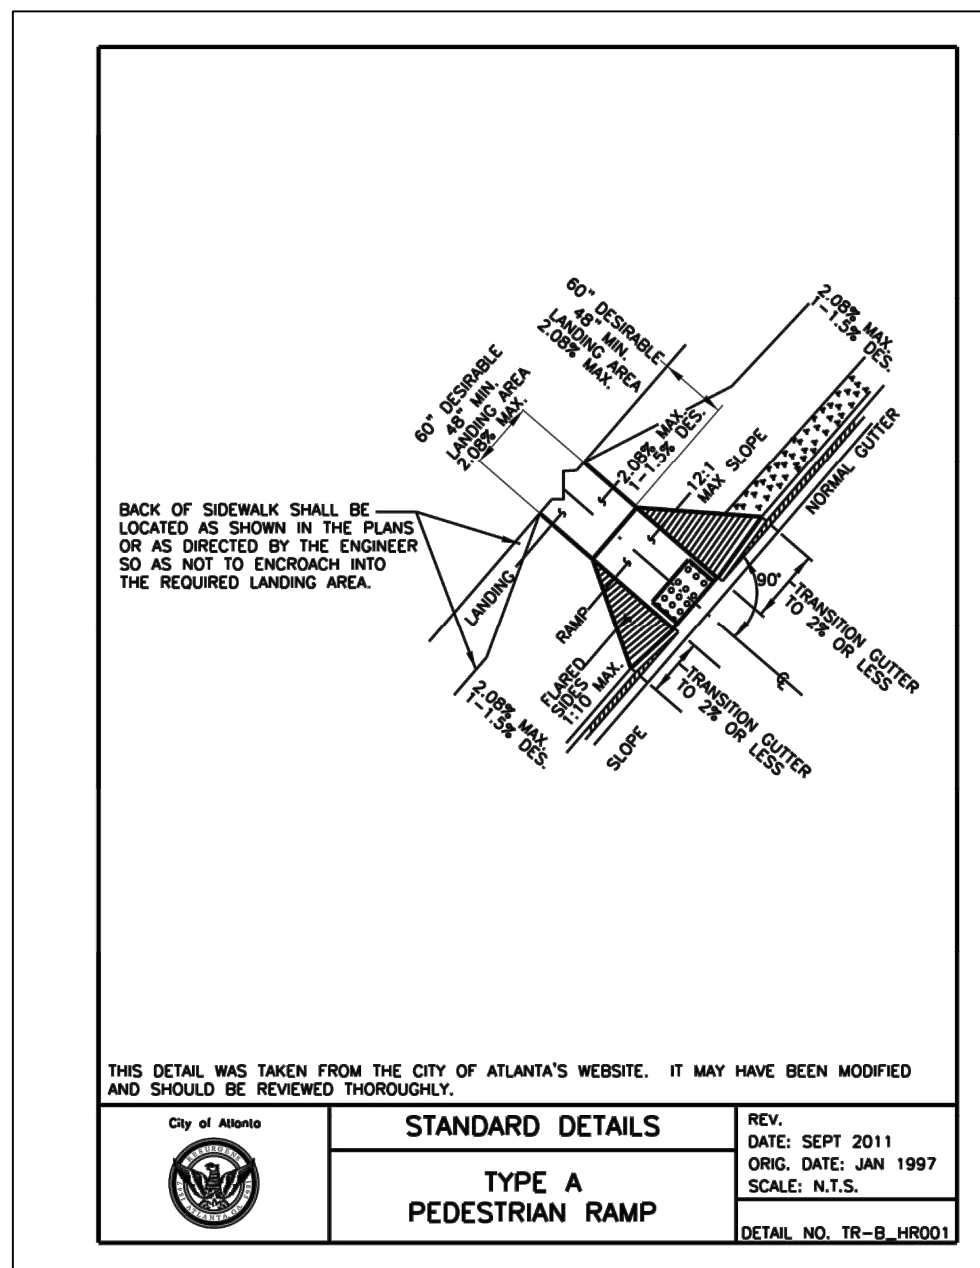 60" DESIRABLE
48" MIN.
LANDING AREA
2.08% MAX.
2.08% MAX.
1-1.5% DES.
60" DESIRABLE
48" MIN.
LANDING AREA
2.08% MAX.
2.08% MAX.
1-1.5% DES.
12:1
MAX SLOPE
NORMAL GUTTER
BACK OF SIDEWALK SHALL BE
LOCATED AS SHOWN IN THE PLANS
OR AS DIRECTED BY THE ENGINEER
SO AS NOT TO ENCROACH INTO
THE REQUIRED LANDING AREA.
S
S
S
S
LANDING
RAMP
FLARED
SIDES
1:10 MAX.
90°
TRANSITION GUTTER
TO 2% OR LESS
TRANSITION GUTTER
TO 2% OR LESS
CL
2.08% MAX.
1-1.5% DES.
SLOPE
THIS DETAIL WAS TAKEN FROM THE CITY OF ATLANTA'S WEBSITE. IT MAY HAVE BEEN MODIFIED
AND SHOULD BE REVIEWED THOROUGHLY.
City of Atlanta
RESURGENS
1847 ATLANTA, GA. 1865
STANDARD DETAILS
TYPE A
PEDESTRIAN RAMP
REV.
DATE: SEPT 2011
ORIG. DATE: JAN 1997
SCALE: N.T.S.
DETAIL NO. TR-B_HR001